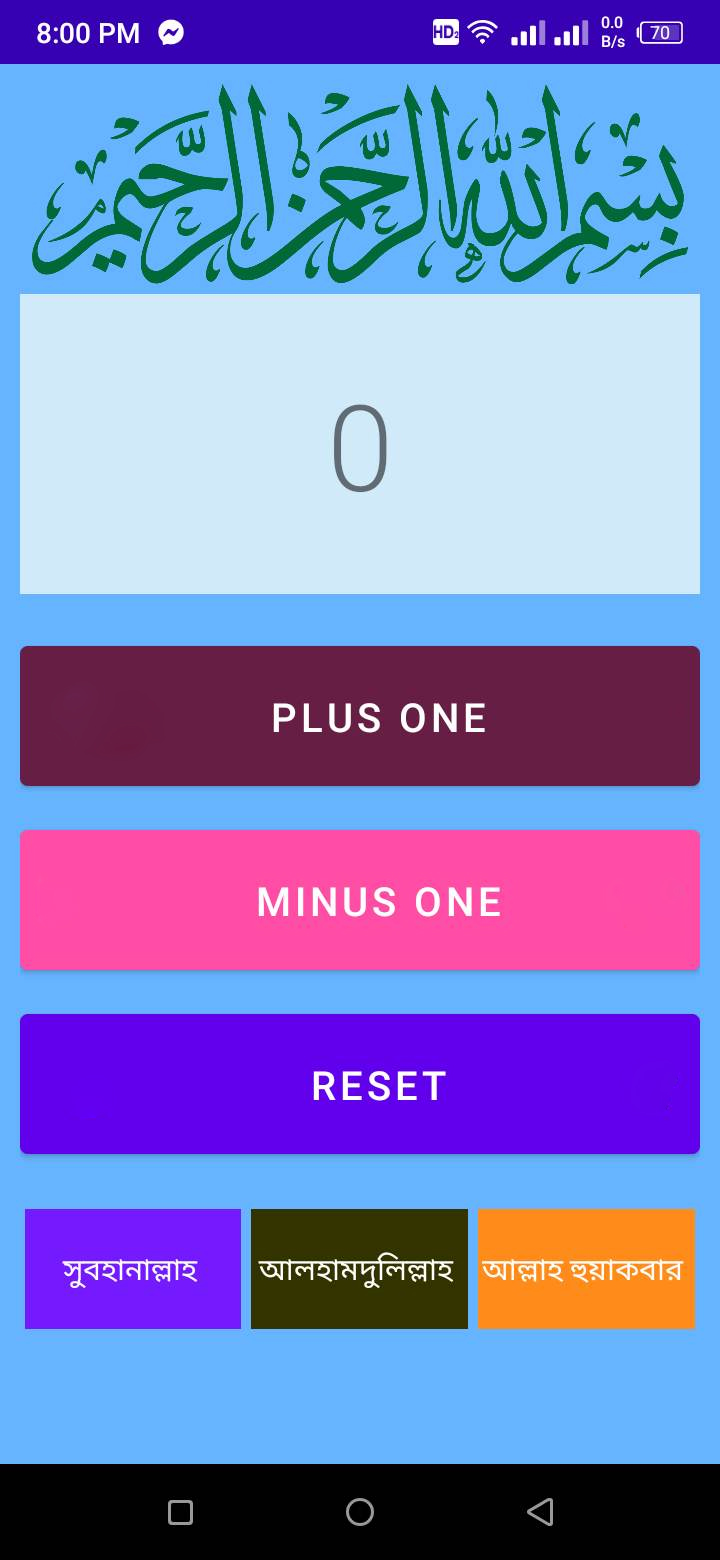 8:00 PM HD2 0.0 B/s 70
بسم الله الرحمن الرحيم
0
PLUS ONE
MINUS ONE
RESET
সুবহানাল্লাহ আলহামদুলিল্লাহ আল্লাহ হুয়াকবার